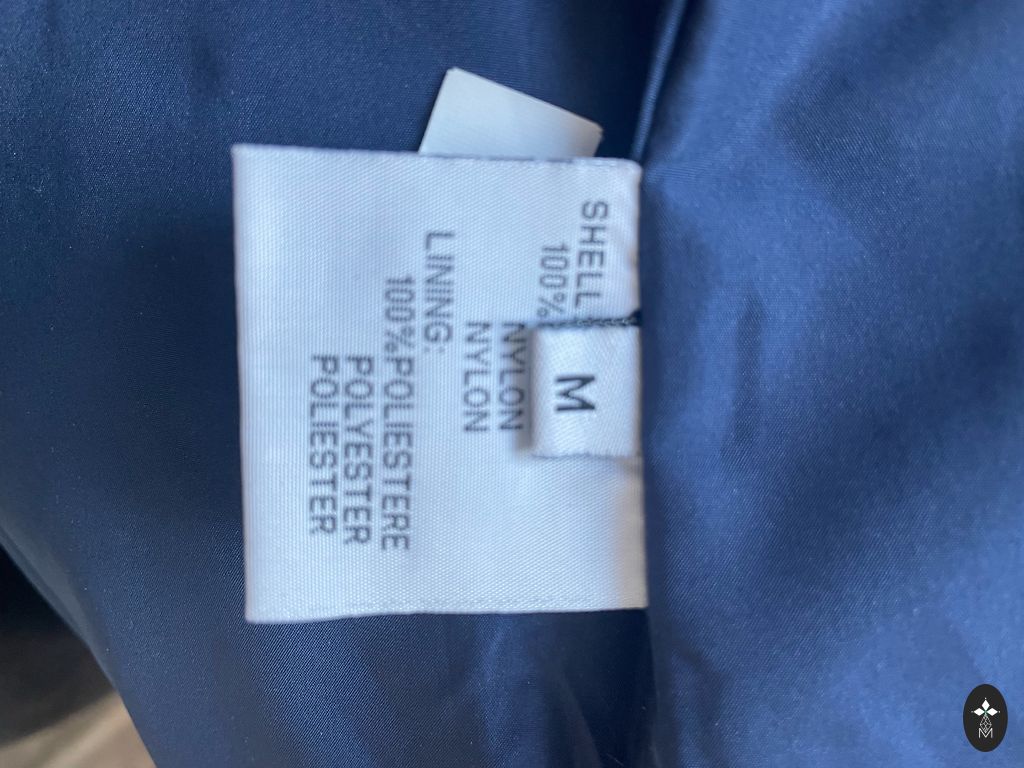 SHELL
M
100%
NYLON
NYLON
LINING:
100%POLIESTERE
POLYESTER
POLIESTER
M